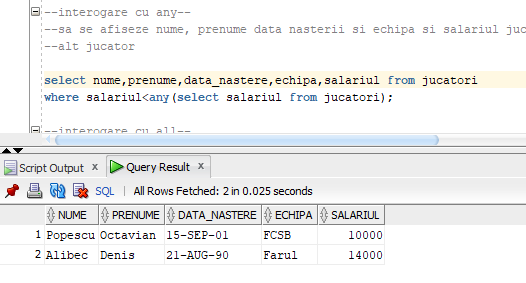 --interogare cu any--
--sa se afiseze nume, prenume data nasterii si echipa si salariul
--alt jucator
select nume,prenume,data_nastere,echipa,salariul from jucatori
where salariul<any(select salariul from jucatori);
--interogare cu all--
Script Output x Query Result x
SQL | All Rows Fetched: 2 in 0.025 seconds
NUME PRENUME DATA_NASTERE ECHIPA SALARIUL
1 Popescu Octavian 15-SEP-01 FCSB 10000
2 Alibec Denis 21-AUG-90 Farul 14000